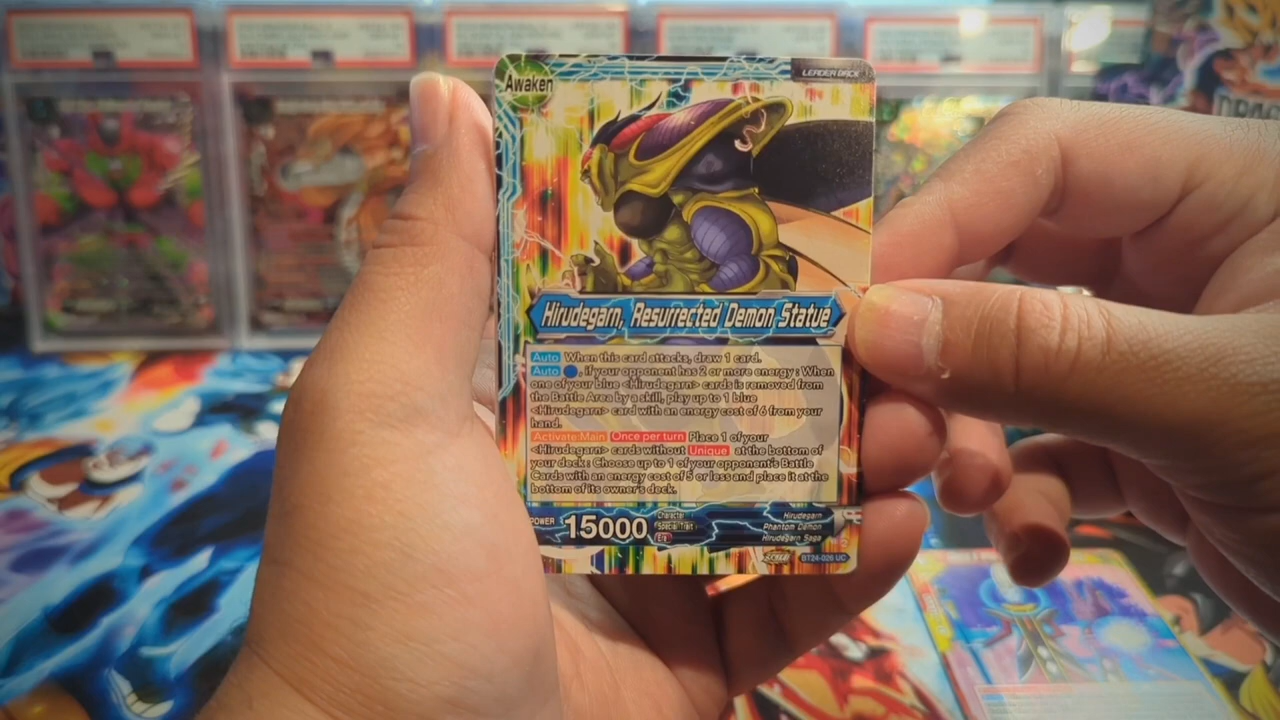 Awaken
LEADER BACK
Hirudegarn, Resurrected Demon Statue
Auto When this card attacks, draw 1 card.
Auto , if your opponent has 2 or more energy : When
one of your blue <Hirudegarn> cards is removed from
the Battle Area by a skill, play up to 1 blue
<Hirudegarn> card with an energy cost of 6 from your
hand.
Activate:Main Once per turn Place 1 of your
<Hirudegarn> cards without Unique at the bottom of
your deck: Choose up to 1 of your opponent's Battle
Cards with an energy cost of 5 or less and place it at the
bottom of its owner's deck.
POWER 15000
Character Hirudegarn
Special Trait Phantom Demon
Era Hirudegarn Saga
BT24-026 UC